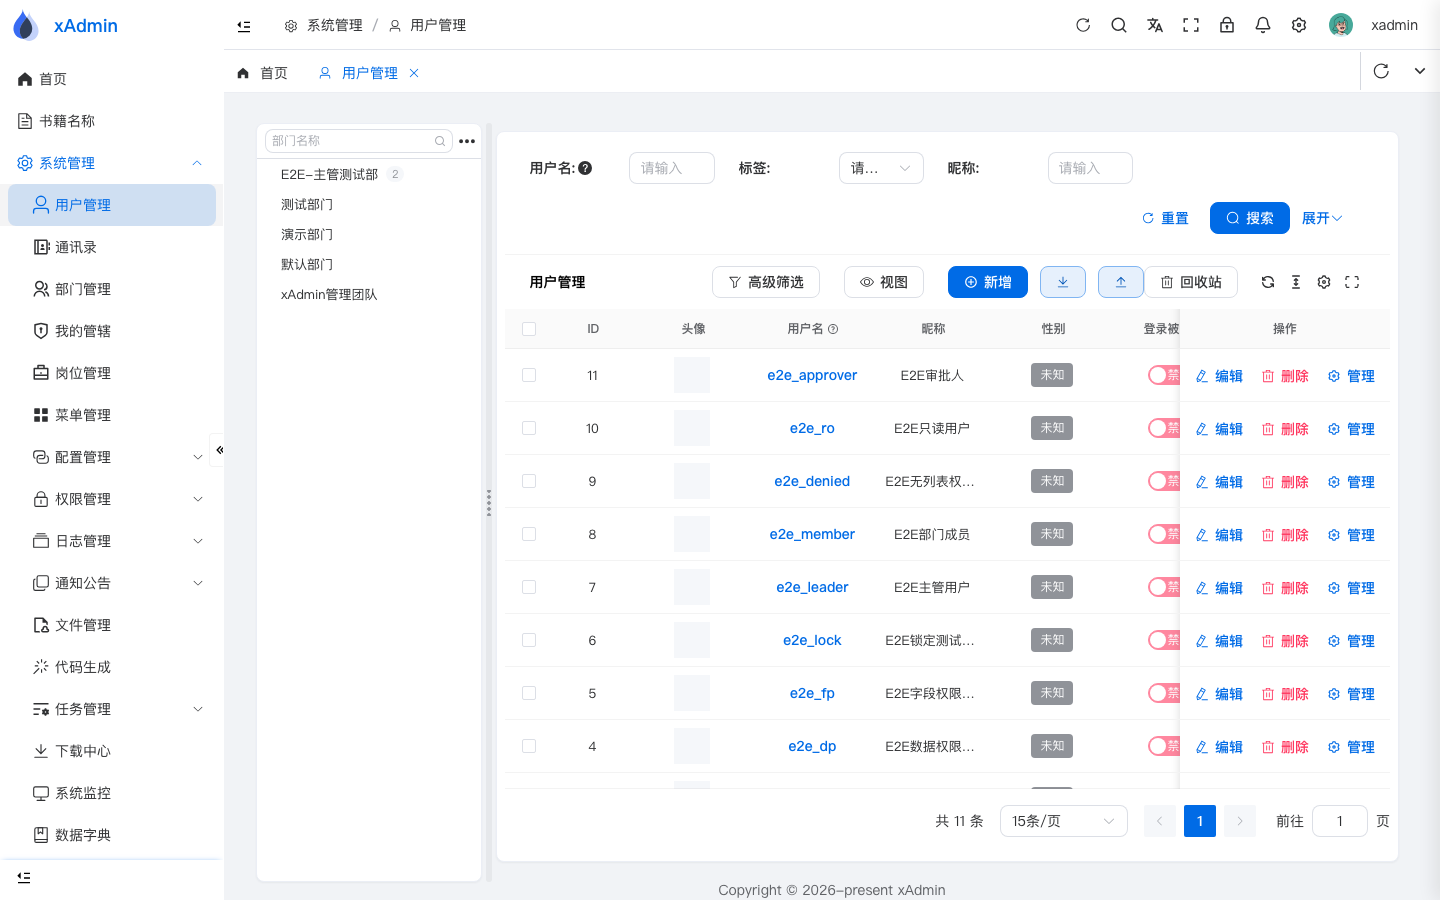 xAdmin
系统管理 / 用户管理
xadmin
首页
用户管理
首页
书籍名称
系统管理
用户管理
通讯录
部门管理
我的管辖
岗位管理
菜单管理
配置管理
权限管理
日志管理
通知公告
文件管理
代码生成
任务管理
下载中心
系统监控
数据字典
部门名称
E2E-主管测试部 2
测试部门
演示部门
默认部门
xAdmin管理团队
用户名: 请输入 标签: 请... 昵称: 请输入
重置 搜索 展开
用户管理 高级筛选 视图 新增 回收站
ID 头像 用户名 昵称 性别 登录被 操作
11 e2e_approver E2E审批人 未知 禁 编辑 删除 管理
10 e2e_ro E2E只读用户 未知 禁 编辑 删除 管理
9 e2e_denied E2E无列表权... 未知 禁 编辑 删除 管理
8 e2e_member E2E部门成员 未知 禁 编辑 删除 管理
7 e2e_leader E2E主管用户 未知 禁 编辑 删除 管理
6 e2e_lock E2E锁定测试... 未知 禁 编辑 删除 管理
5 e2e_fp E2E字段权限... 未知 禁 编辑 删除 管理
4 e2e_dp E2E数据权限... 未知 禁 编辑 删除 管理
共 11 条 15条/页 1 前往 1 页
Copyright © 2026-present xAdmin